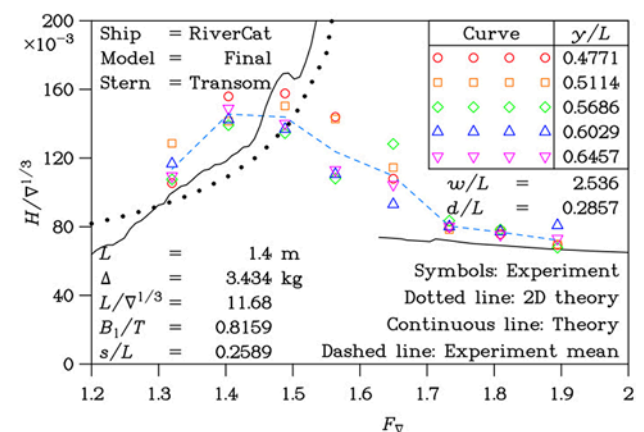 200
×10⁻³
160
120
80
40
0
H/∇^1/3
Ship = RiverCat
Model = Final
Stern = Transom
Curve y/L
0.4771
0.5114
0.5686
0.6029
0.6457
w/L = 2.536
d/L = 0.2857
L = 1.4 m
Δ = 3.434 kg
L/∇^1/3 = 11.68
B₁/T = 0.8159
s/L = 0.2589
Symbols: Experiment
Dotted line: 2D theory
Continuous line: Theory
Dashed line: Experiment mean
1.2 1.3 1.4 1.5 1.6 1.7 1.8 1.9 2
F∇